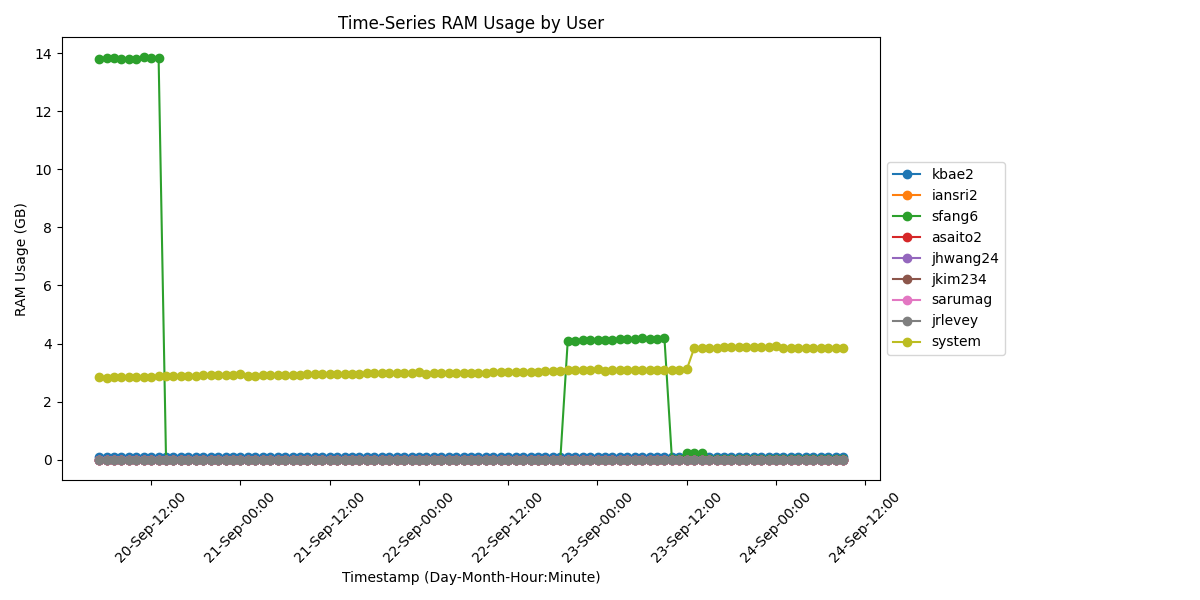 Time-Series RAM Usage by User
RAM Usage (GB)
14
12
10
8
6
4
2
0
20-Sep-12:00
21-Sep-00:00
21-Sep-12:00
22-Sep-00:00
22-Sep-12:00
23-Sep-00:00
23-Sep-12:00
24-Sep-00:00
24-Sep-12:00
Timestamp (Day-Month-Hour:Minute)
kbae2
iansri2
sfang6
asaito2
jhwang24
jkim234
sarumag
jrlevey
system